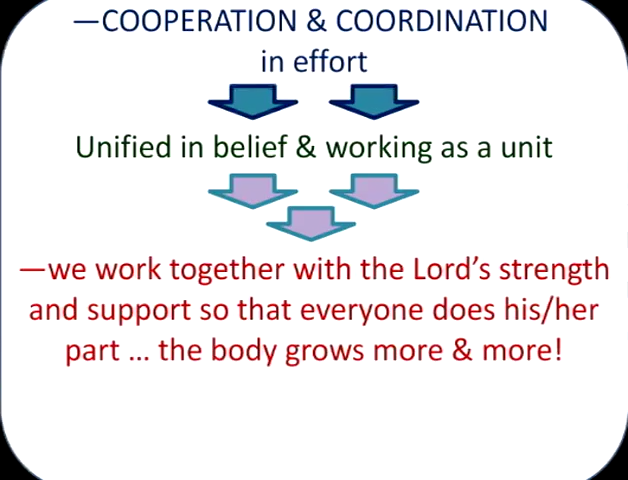 —COOPERATION & COORDINATION
in effort
Unified in belief & working as a unit
—we work together with the Lord’s strength
and support so that everyone does his/her
part … the body grows more & more!